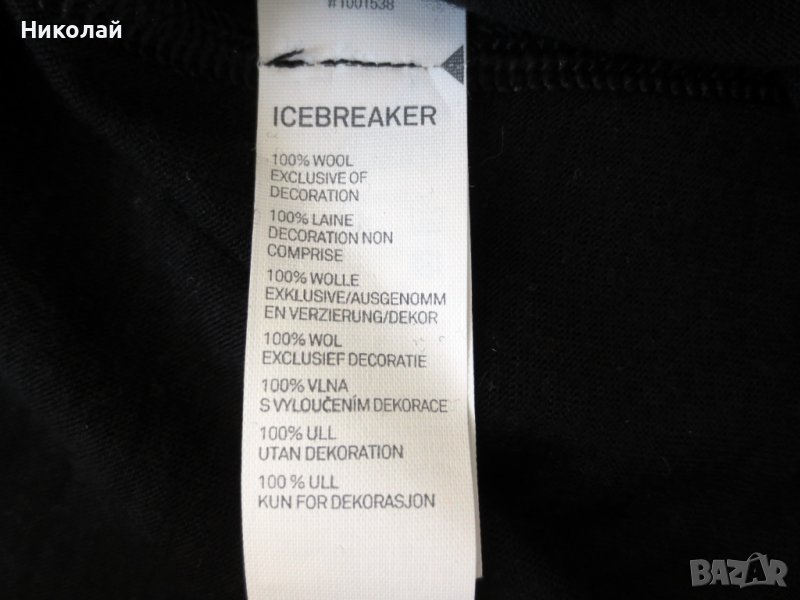 Николай
#1001538
ICEBREAKER
100% WOOL
EXCLUSIVE OF
DECORATION
100% LAINE
DECORATION NON
COMPRISE
100% WOLLE
EXKLUSIVE/AUSGENOMM
EN VERZIERUNG/DEKOR
100% WOL
EXCLUSIEF DECORATIE
100% VLNA
S VYLOUČENÍM DEKORACE
100% ULL
UTAN DEKORATION
100 % ULL
KUN FOR DEKORASJON
BAZAR